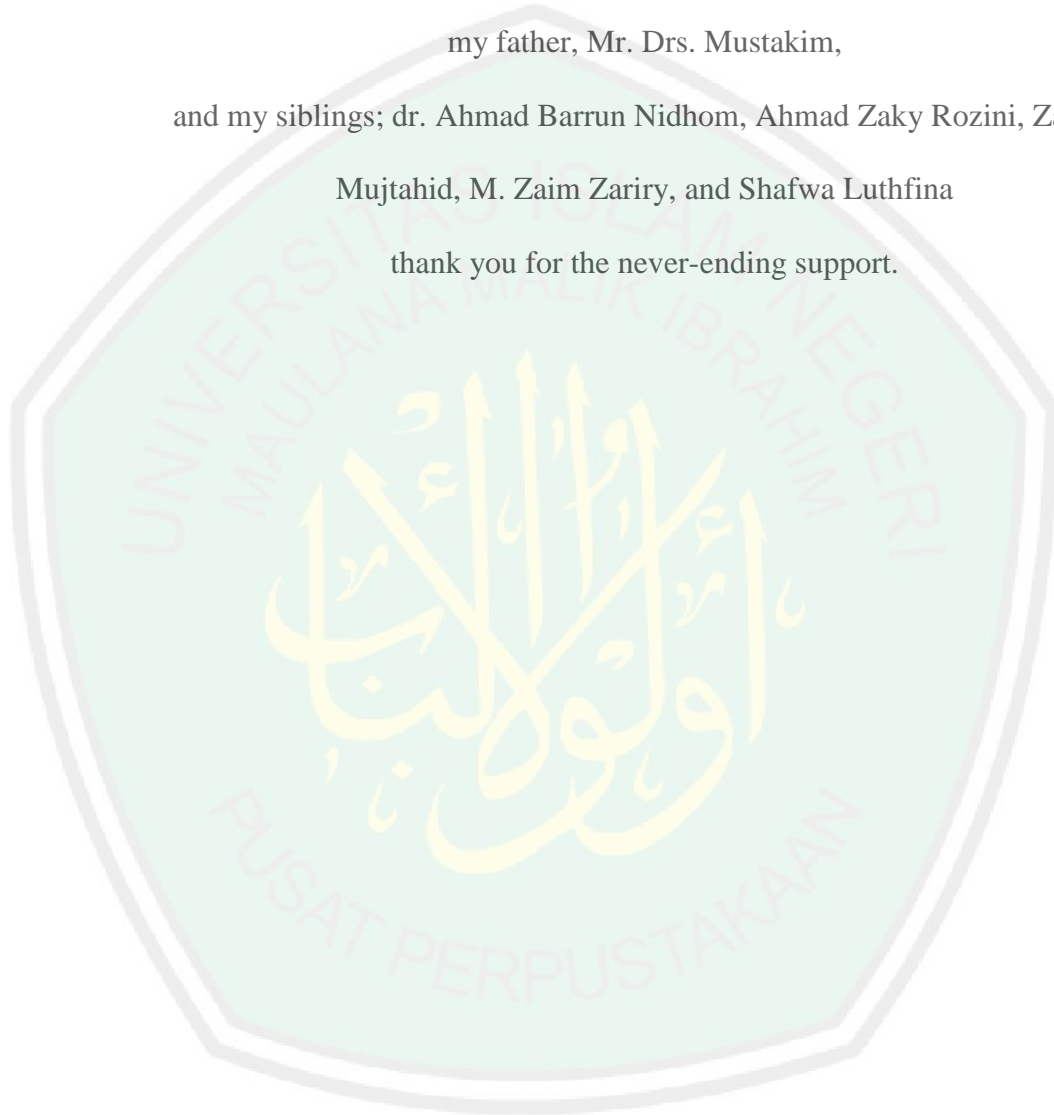 my father, Mr. Drs. Mustakim,
and my siblings; dr. Ahmad Barrun Nidhom, Ahmad Zaky Rozini,
Mujtahid, M. Zaim Zariry, and Shafwa Luthfina
thank you for the never-ending support.
UNIVERSITAS ISLAM NEGERI
MAULANA MALIK IBRAHIM
أولوا الألباب
PUSAT PERPUSTAKAAN